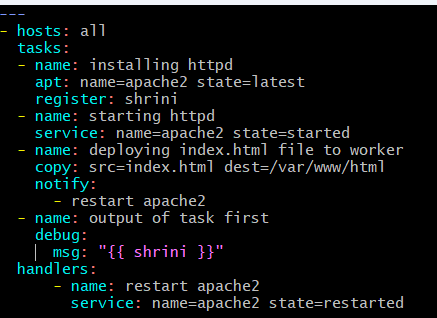 ---
- hosts: all
  tasks:
  - name: installing httpd
    apt: name=apache2 state=latest
    register: shrini
  - name: starting httpd
    service: name=apache2 state=started
  - name: deploying index.html file to worker
    copy: src=index.html dest=/var/www/html
    notify:
      - restart apache2
  - name: output of task first
    debug:
    | msg: "{{ shrini }}"
  handlers:
      - name: restart apache2
        service: name=apache2 state=restarted